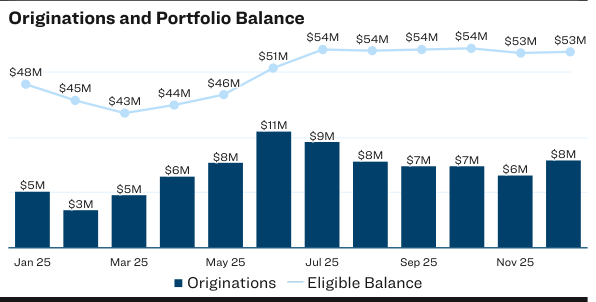 Originations and Portfolio Balance
$48M $45M $43M $44M $46M $51M $54M $54M $54M $54M $53M $53M
$5M $3M $5M $6M $8M $11M $9M $8M $7M $7M $6M $8M
Jan 25 Mar 25 May 25 Jul 25 Sep 25 Nov 25
Originations Eligible Balance